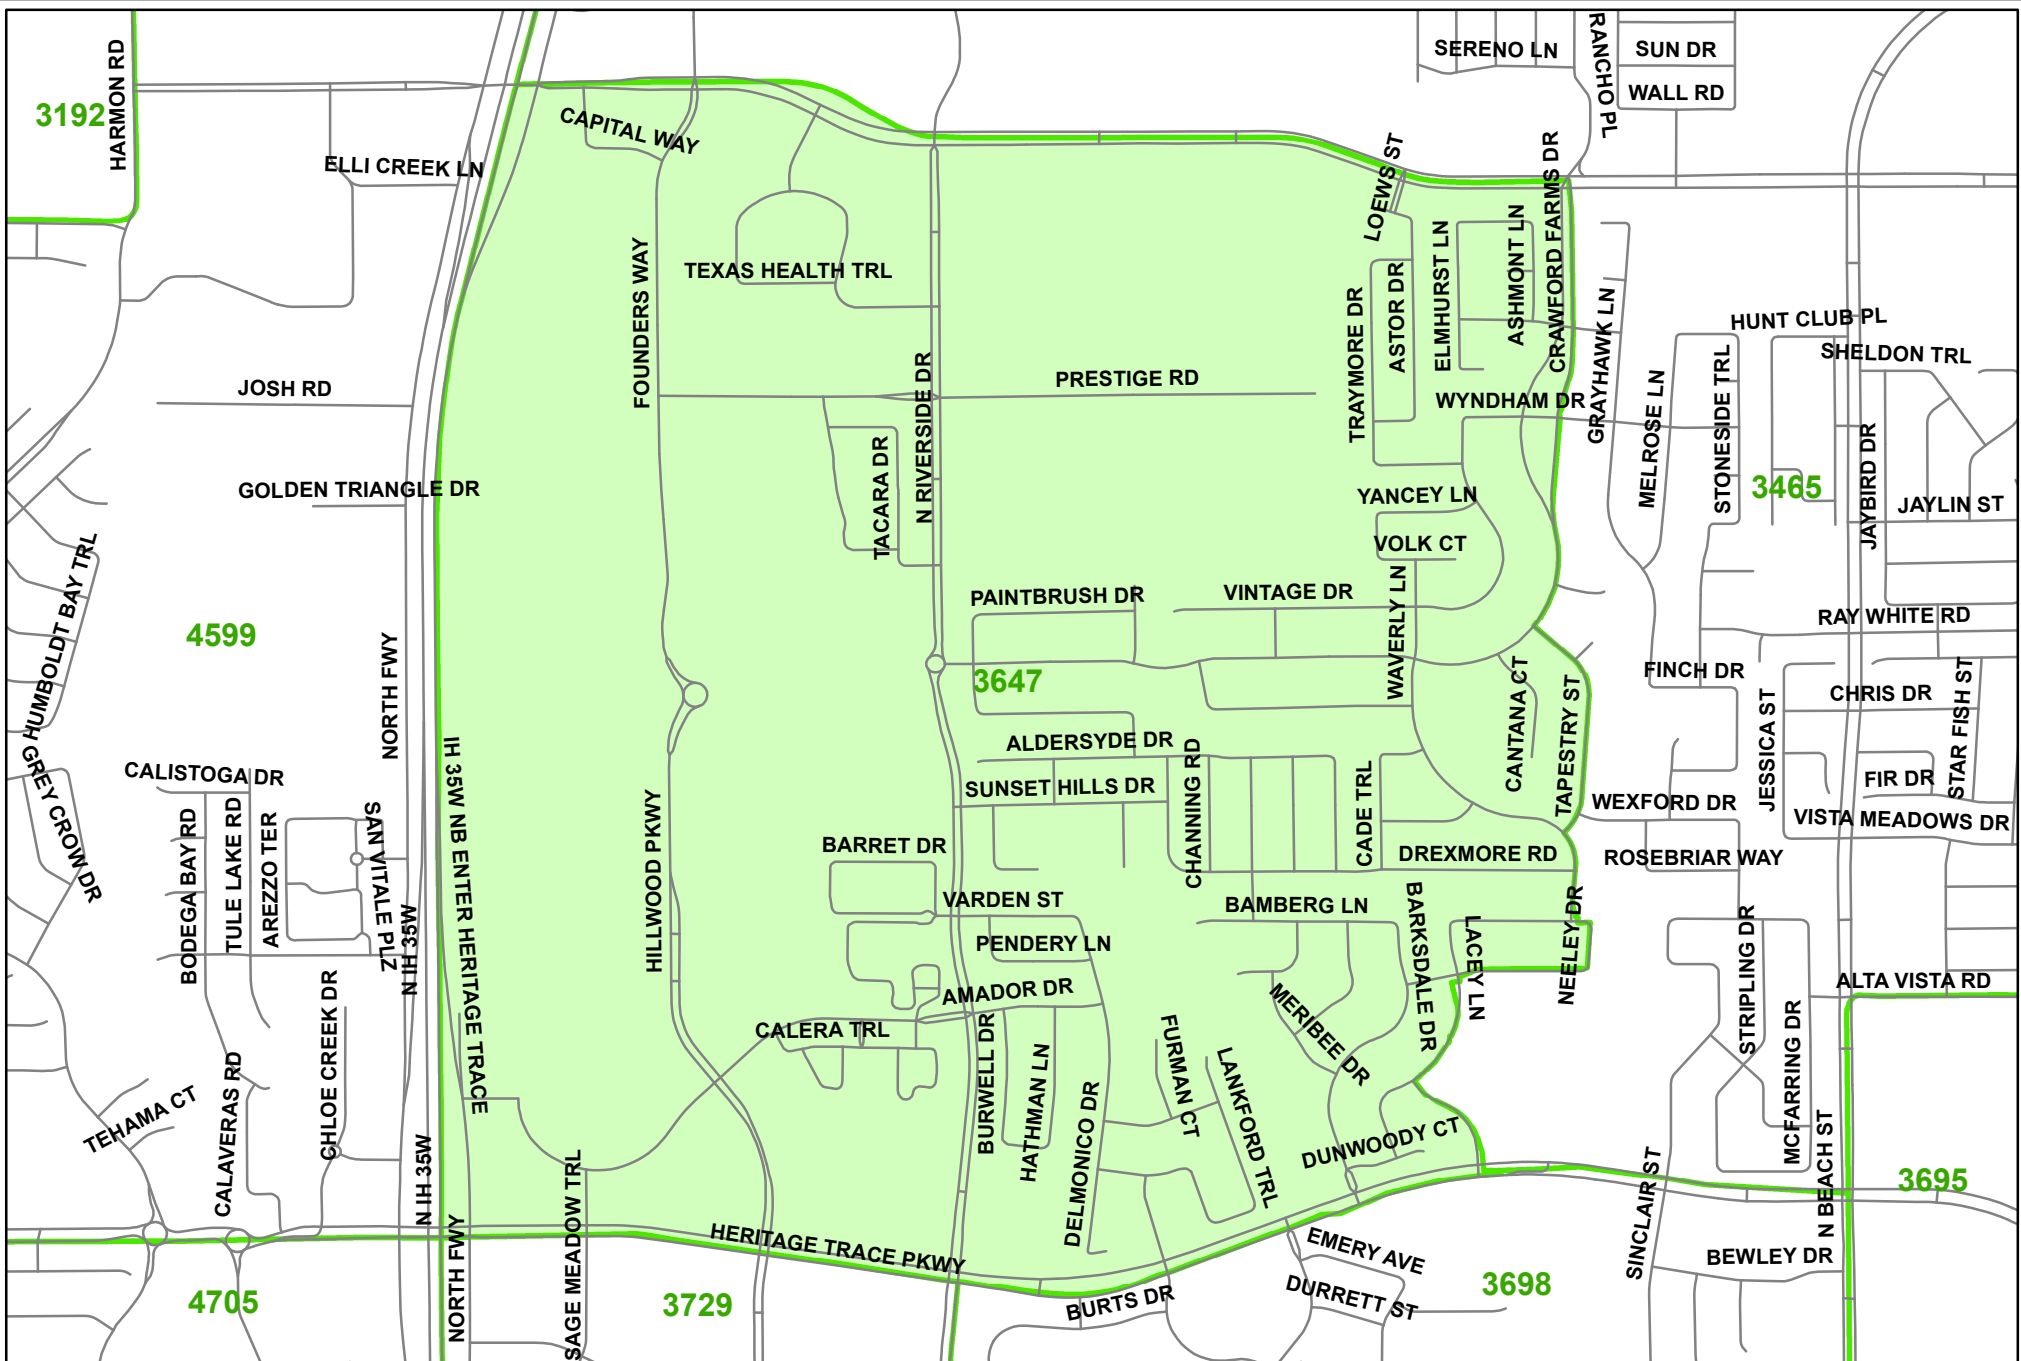 SERENO LN
RANCHO PL
SUN DR
WALL RD
HARMON RD
3192
CAPITAL WAY
ELLI CREEK LN
LOEWS ST
CRAWFORD FARMS DR
ASHMONT LN
ELMHURST LN
TEXAS HEALTH TRL
FOUNDERS WAY
ASTOR DR
TRAYMORE DR
GRAYHAWK LN
HUNT CLUB PL
SHELDON TRL
STONESIDE TRL
MELROSE LN
JOSH RD
PRESTIGE RD
N RIVERSIDE DR
WYNDHAM DR
TACARA DR
GOLDEN TRIANGLE DR
YANCEY LN
3465
JAYBIRD DR
JAYLIN ST
VOLK CT
HUMBOLDT BAY TRL
PAINTBRUSH DR
VINTAGE DR
WAVERLY LN
RAY WHITE RD
4599
NORTH FWY
3647
FINCH DR
CANTANA CT
TAPESTRY ST
JESSICA ST
CHRIS DR
STAR FISH ST
ALDERSYDE DR
CHANNING RD
SUNSET HILLS DR
CALISTOGA DR
GREY CROW DR
FIR DR
WEXFORD DR
VISTA MEADOWS DR
BODEGA BAY RD
TULE LAKE RD
AREZZO TER
SAN VITALE PLZ
IH 35W NB ENTER HERITAGE TRACE
HILLWOOD PKWY
BARRET DR
CADE TRL
DREXMORE RD
ROSEBRIAR WAY
VARDEN ST
BAMBERG LN
BARKSDALE DR
LACEY LN
NEELEY DR
STRIPLING DR
PENDERY LN
N IH 35W
AMADOR DR
ALTA VISTA RD
CALERA TRL
CHLOE CREEK DR
BURWELL DR
HATHMAN LN
FURMAN CT
LANKFORD TRL
MERIBEE DR
MCFARRING DR
TEHAMA CT
CALAVERAS RD
DELMONICO DR
DUNWOODY CT
N IH 35W
SAGE MEADOW TRL
SINCLAIR ST
N BEACH ST
3695
NORTH FWY
HERITAGE TRACE PKWY
EMERY AVE
BEWLEY DR
4705
3729
BURTS DR
DURRETT ST
3698